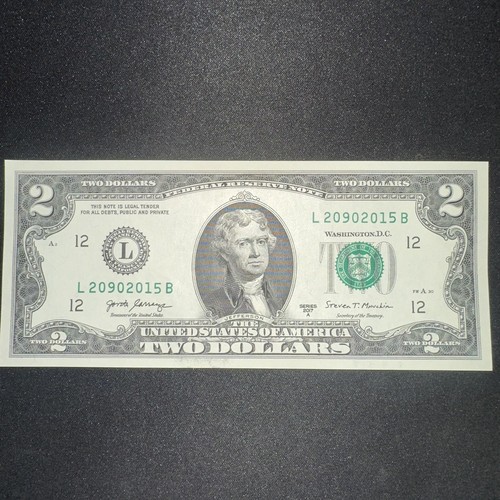 2 TWO DOLLARS FEDERAL RESERVE NOTE TWO DOLLARS 2
THIS NOTE IS LEGAL TENDER
FOR ALL DEBTS, PUBLIC AND PRIVATE
L 20902015 B
WASHINGTON, D.C.
12 L TWO 12
L 20902015 B
12 12
SERIES
2017
A
Treasurer of the United States.
Secretary of the Treasury.
JEFFERSON
THE
UNITED STATES OF AMERICA
2 TWO DOLLARS TWO DOLLARS 2
TWO DOLLARS